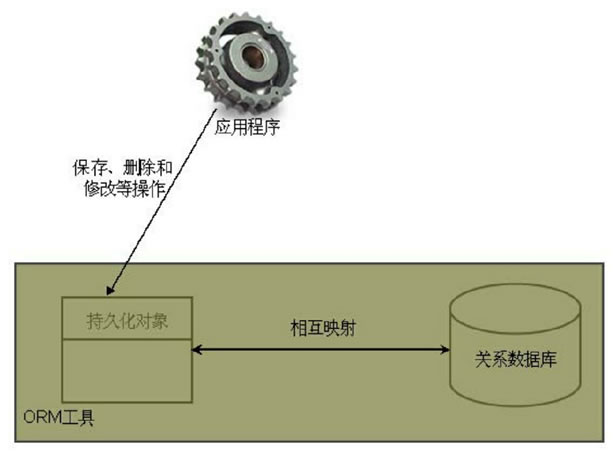 应用程序
保存、删除和
修改等操作
持久化对象
相互映射
关系数据库
ORM工具